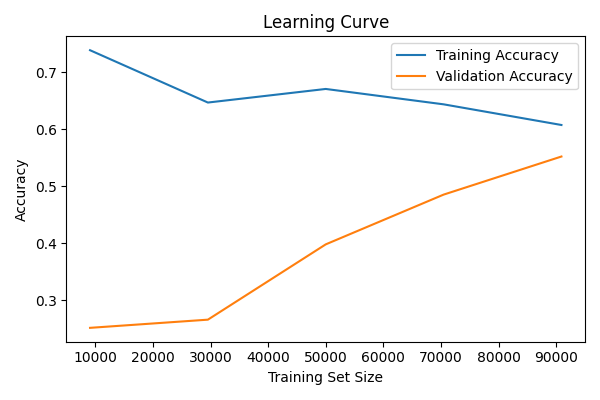 Learning Curve
Training Accuracy
Validation Accuracy
0.7
0.6
0.5
0.4
0.3
Accuracy
10000 20000 30000 40000 50000 60000 70000 80000 90000
Training Set Size